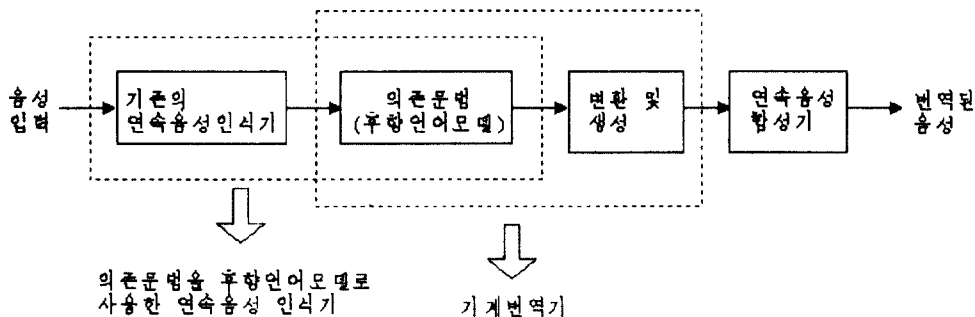 음성
입력
기존의
연속음성인식기
의존문법
(후향언어모델)
변환 및
생성
연속음성
합성기
번역된
음성
의존문법을 후향언어모델로
사용한 연속음성 인식기
기계번역기